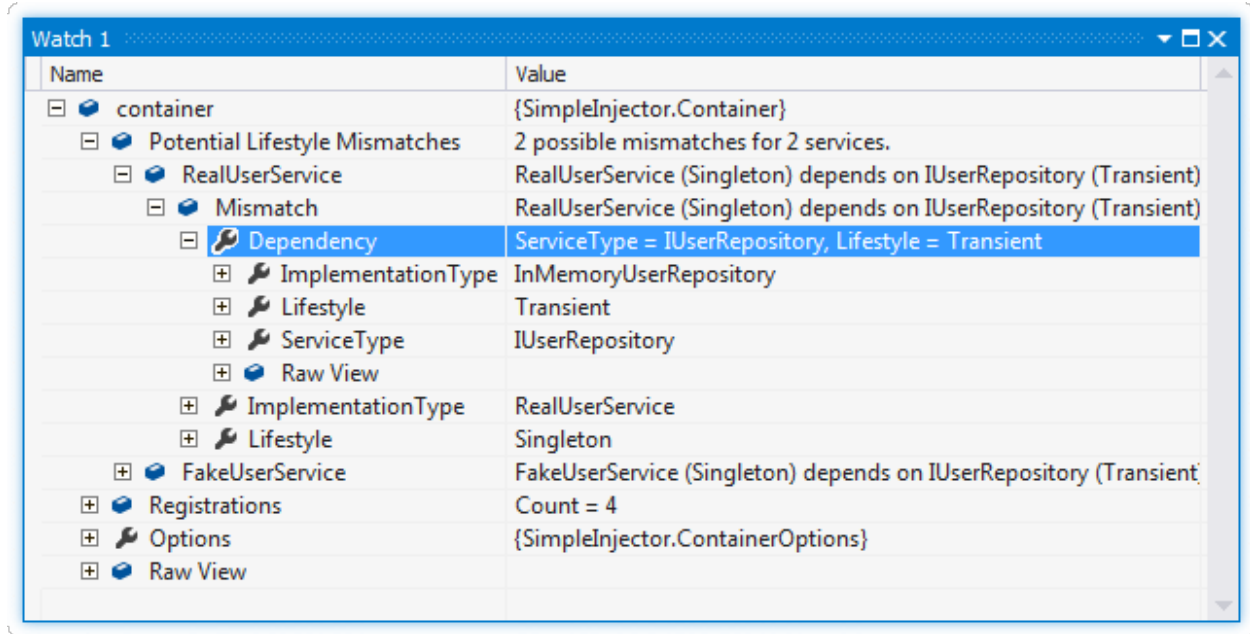 Watch 1
Name Value
container {SimpleInjector.Container}
Potential Lifestyle Mismatches 2 possible mismatches for 2 services.
RealUserService RealUserService (Singleton) depends on IUserRepository (Transient)
Mismatch RealUserService (Singleton) depends on IUserRepository (Transient)
Dependency ServiceType = IUserRepository, Lifestyle = Transient
ImplementationType InMemoryUserRepository
Lifestyle Transient
ServiceType IUserRepository
Raw View
ImplementationType RealUserService
Lifestyle Singleton
FakeUserService FakeUserService (Singleton) depends on IUserRepository (Transient)
Registrations Count = 4
Options {SimpleInjector.ContainerOptions}
Raw View